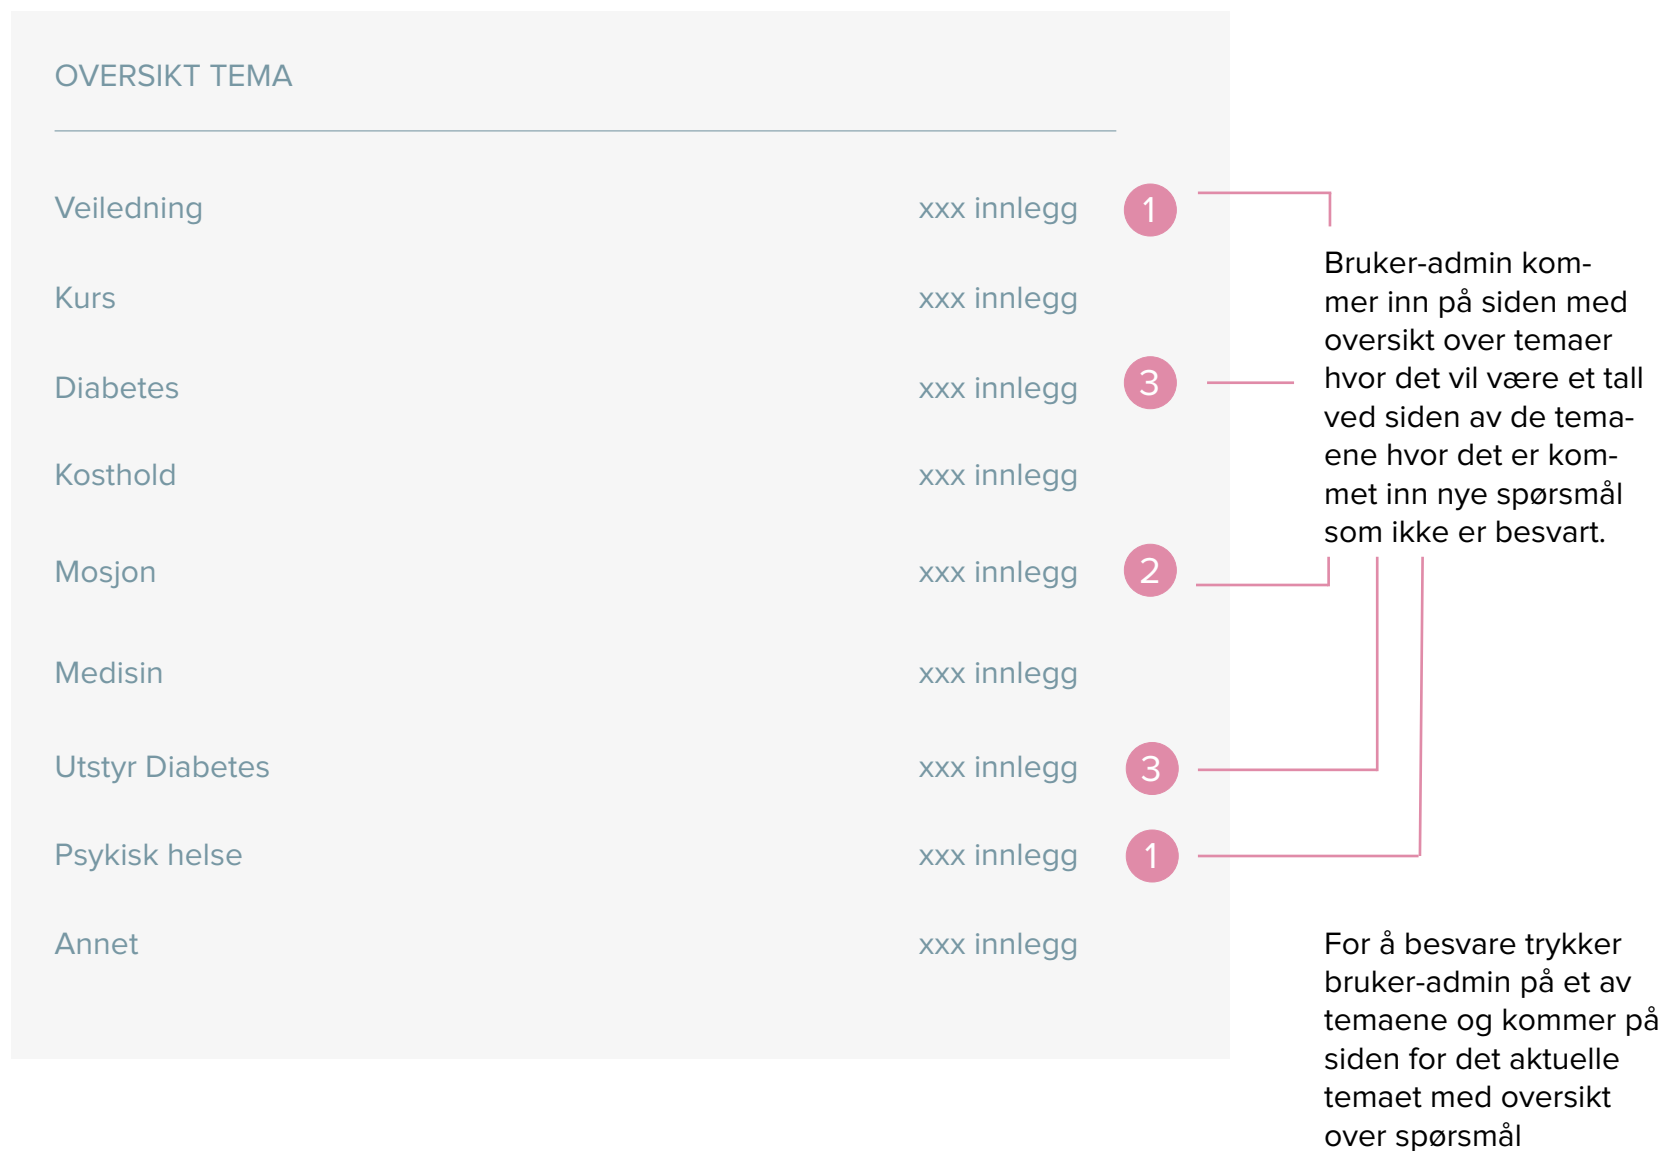 OVERSIKT TEMA
Veiledning xxx innlegg 1
Kurs xxx innlegg
Diabetes xxx innlegg 3
Kosthold xxx innlegg
Mosjon xxx innlegg 2
Medisin xxx innlegg
Utstyr Diabetes xxx innlegg 3
Psykisk helse xxx innlegg 1
Annet xxx innlegg
Bruker-admin kom-
mer inn på siden med
oversikt over temaer
hvor det vil være et tall
ved siden av de tema-
ene hvor det er kom-
met inn nye spørsmål
som ikke er besvart.
For å besvare trykker
bruker-admin på et av
temaene og kommer på
siden for det aktuelle
temaet med oversikt
over spørsmål